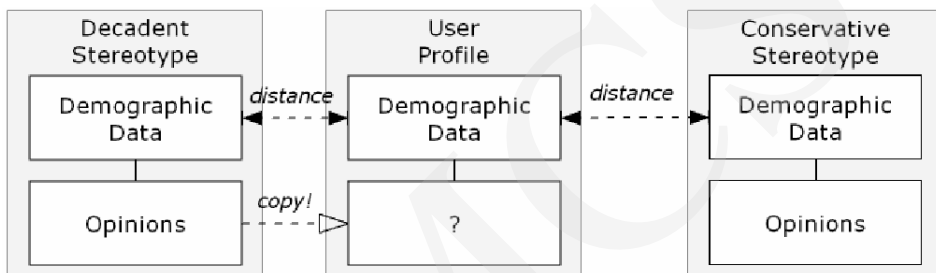 Decadent
Stereotype
Demographic
Data
Opinions
distance
copy!
User
Profile
Demographic
Data
?
distance
Conservative
Stereotype
Demographic
Data
Opinions